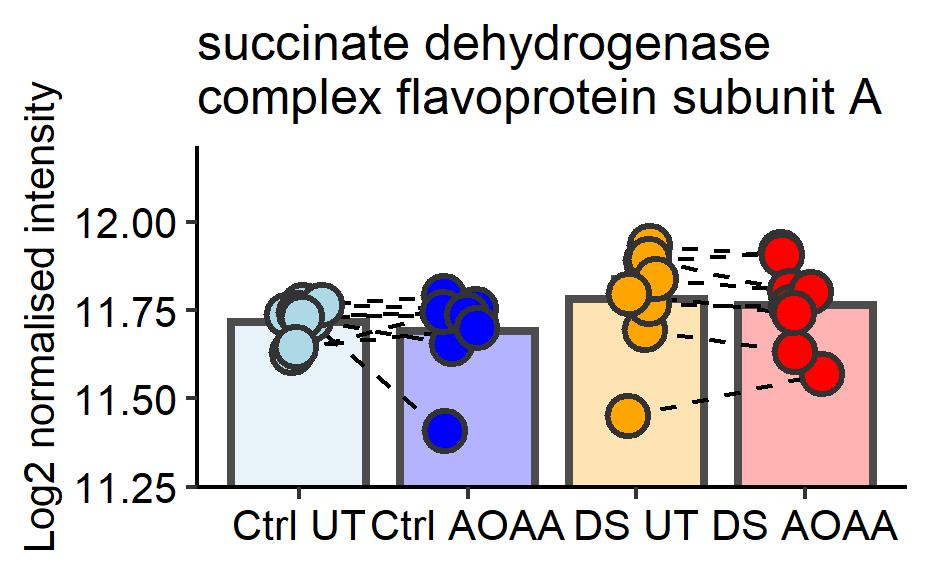 succinate dehydrogenase
complex flavoprotein subunit A
Log2 normalised intensity
12.00
11.75
11.50
11.25
Ctrl UT Ctrl AOAA DS UT DS AOAA